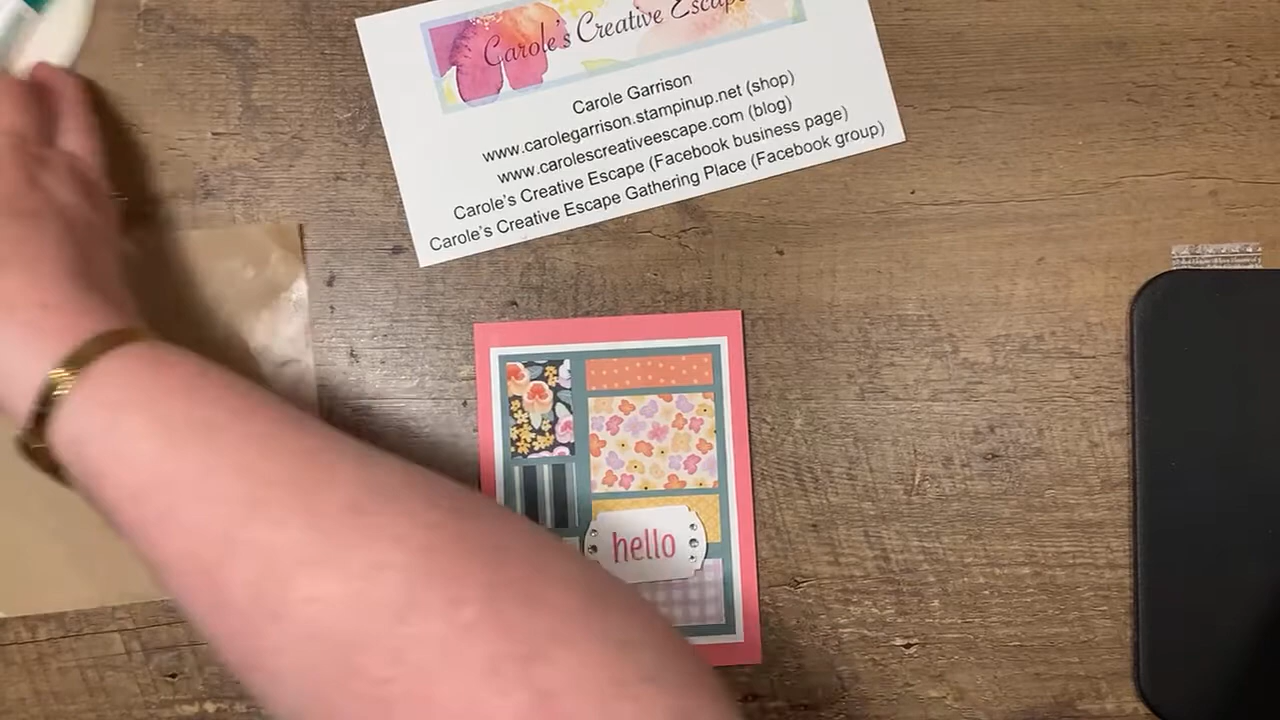 Carole's Creative Escape
Carole Garrison
www.carolegarrison.stampinup.net (shop)
www.carolescreativeescape.com (blog)
Carole's Creative Escape (Facebook business page)
Carole's Creative Escape Gathering Place (Facebook group)
hello